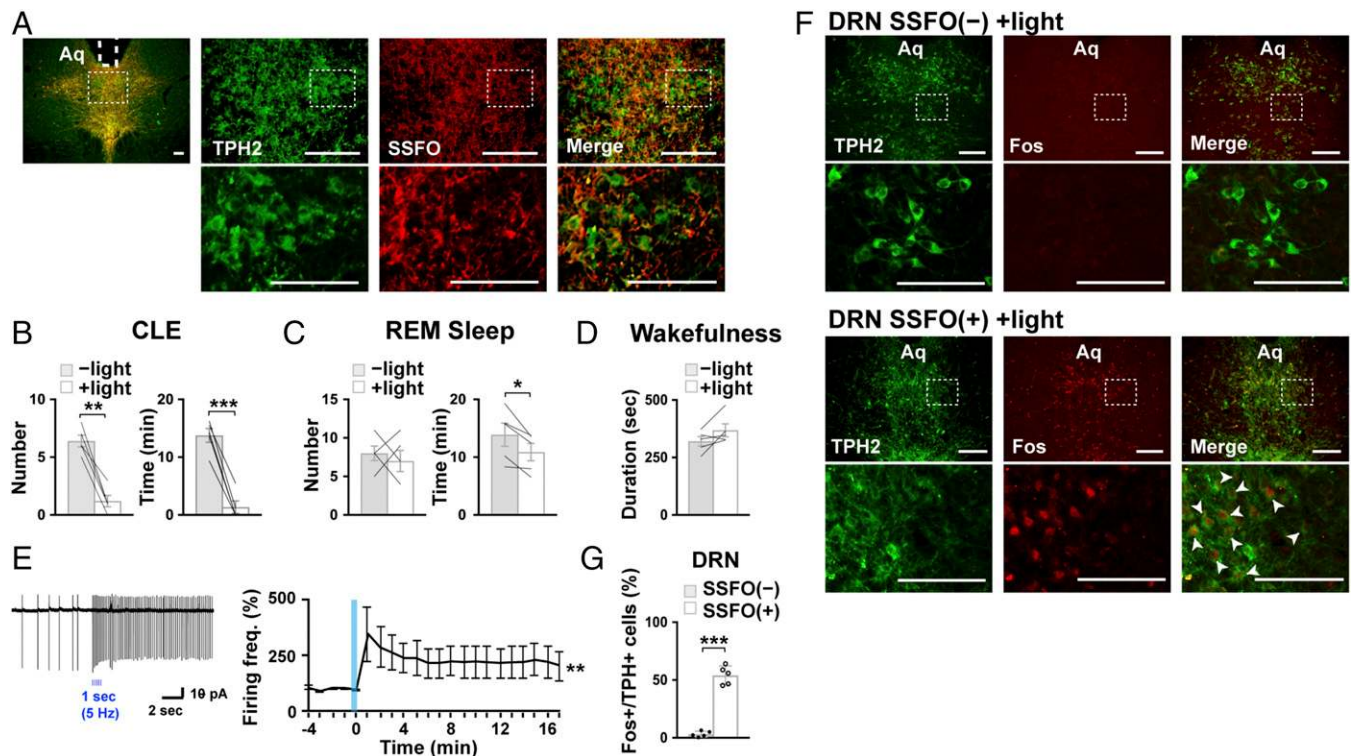 A
Aq
TPH2
SSFO
Merge
B
CLE
−light
+light
Number
15
10
5
0
**
Time (min)
20
10
0
***
C
REM Sleep
−light
+light
Number
15
10
5
0
Time (min)
20
10
0
*
D
Wakefulness
−light
+light
Duration (sec)
500
250
0
E
1 sec
(5 Hz)
10 pA
2 sec
Firing freq. (%)
500
250
0
-4
0
4
8
12
16
Time (min)
**
F
DRN SSFO(−) +light
Aq
Aq
Aq
TPH2
Fos
Merge
DRN SSFO(+) +light
Aq
Aq
Aq
TPH2
Fos
Merge
G
DRN
SSFO(−)
SSFO(+)
Fos+/TPH+ cells (%)
100
50
0
***